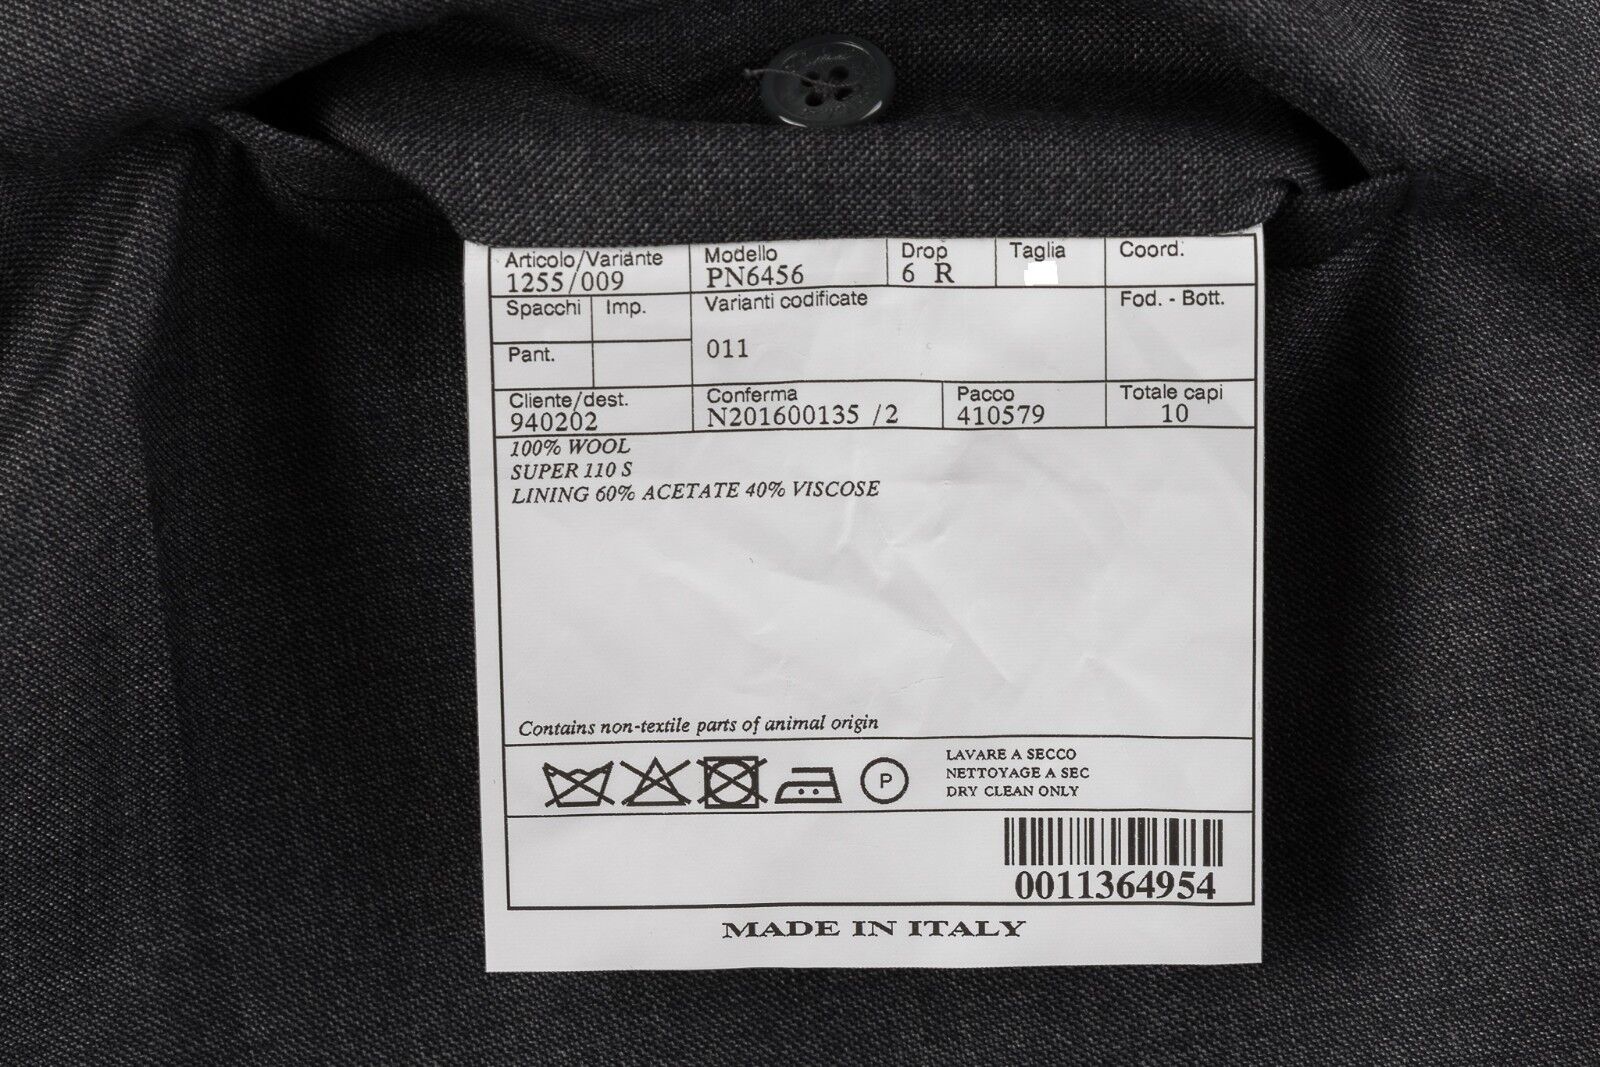 Articolo/Variante Modello Drop Taglia Coord.
1255/009 PN6456 6 R
Spacchi Imp. Varianti codificate Fod. - Bott.
Pant. 011
Cliente/dest. Conferma Pacco Totale capi
940202 N201600135 /2 410579 10
100% WOOL
SUPER 110 S
LINING 60% ACETATE 40% VISCOSE
Contains non-textile parts of animal origin
P
LAVARE A SECCO
NETTOYAGE A SEC
DRY CLEAN ONLY
0011364954
MADE IN ITALY